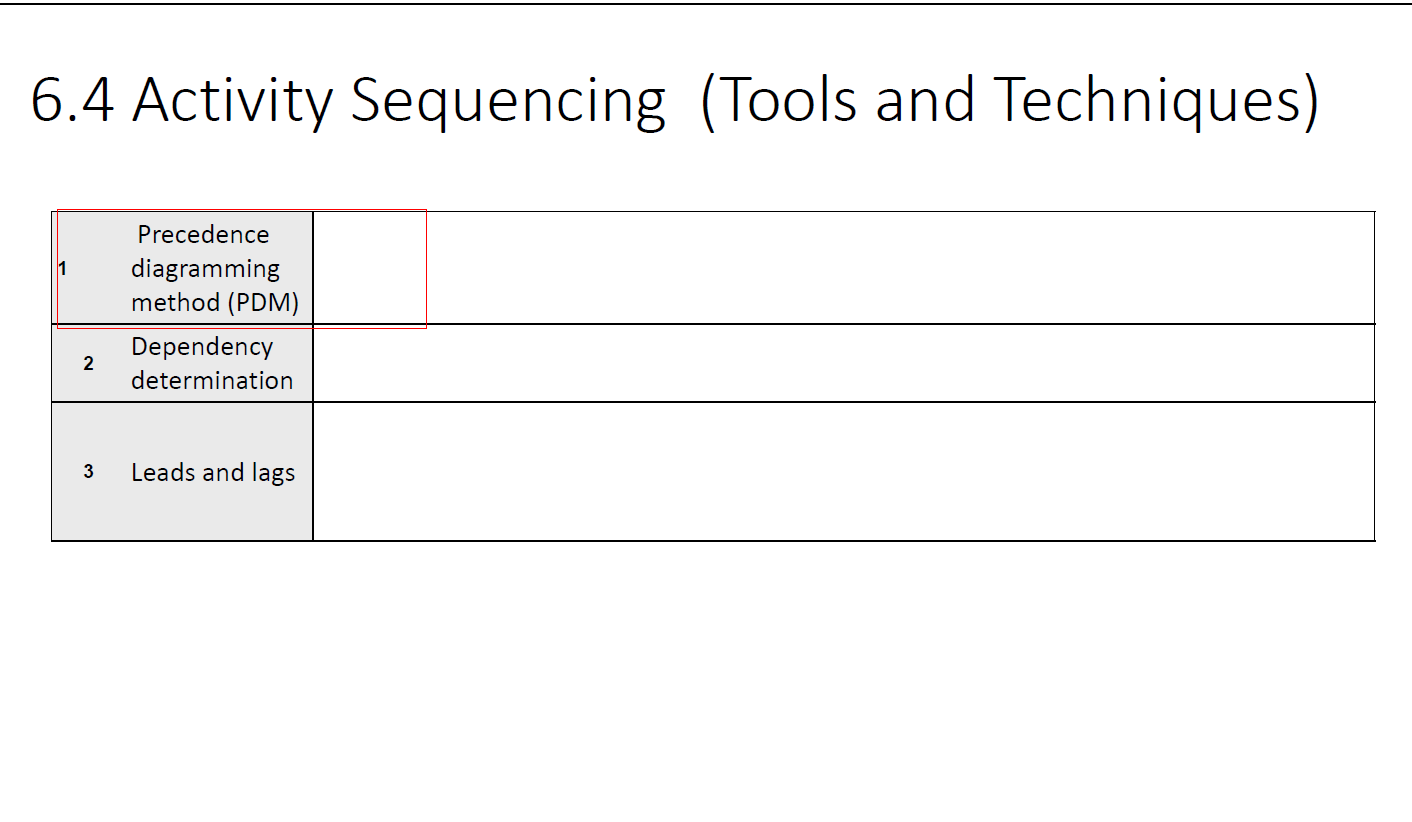 6.4 Activity Sequencing  (Tools and Techniques)
Precedence
1 diagramming
method (PDM)
Dependency
2 determination
3 Leads and lags